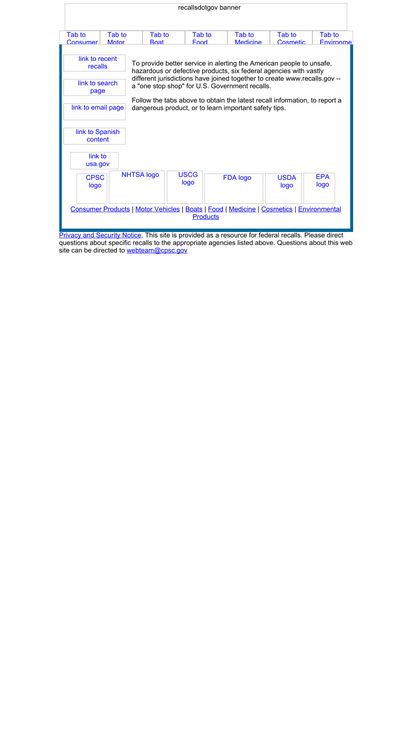 recallsdotgov banner
Tab to Consumer
Tab to Motor
Tab to Boat
Tab to Food
Tab to Medicine
Tab to Cosmetic
Tab to Environme
link to recent recalls
To provide better service in alerting the American people to unsafe,
hazardous or defective products, six federal agencies with vastly
different jurisdictions have joined together to create www.recalls.gov --
a "one stop shop" for U.S. Government recalls.
link to search page
Follow the tabs above to obtain the latest recall information, to report a
dangerous product, or to learn important safety tips.
link to email page
link to Spanish content
link to usa.gov
CPSC logo
NHTSA logo
USCG logo
FDA logo
USDA logo
EPA logo
Consumer Products | Motor Vehicles | Boats | Food | Medicine | Cosmetics | Environmental
Products
Privacy and Security Notice. This site is provided as a resource for federal recalls. Please direct
questions about specific recalls to the appropriate agencies listed above. Questions about this web
site can be directed to webteam@cpsc.gov